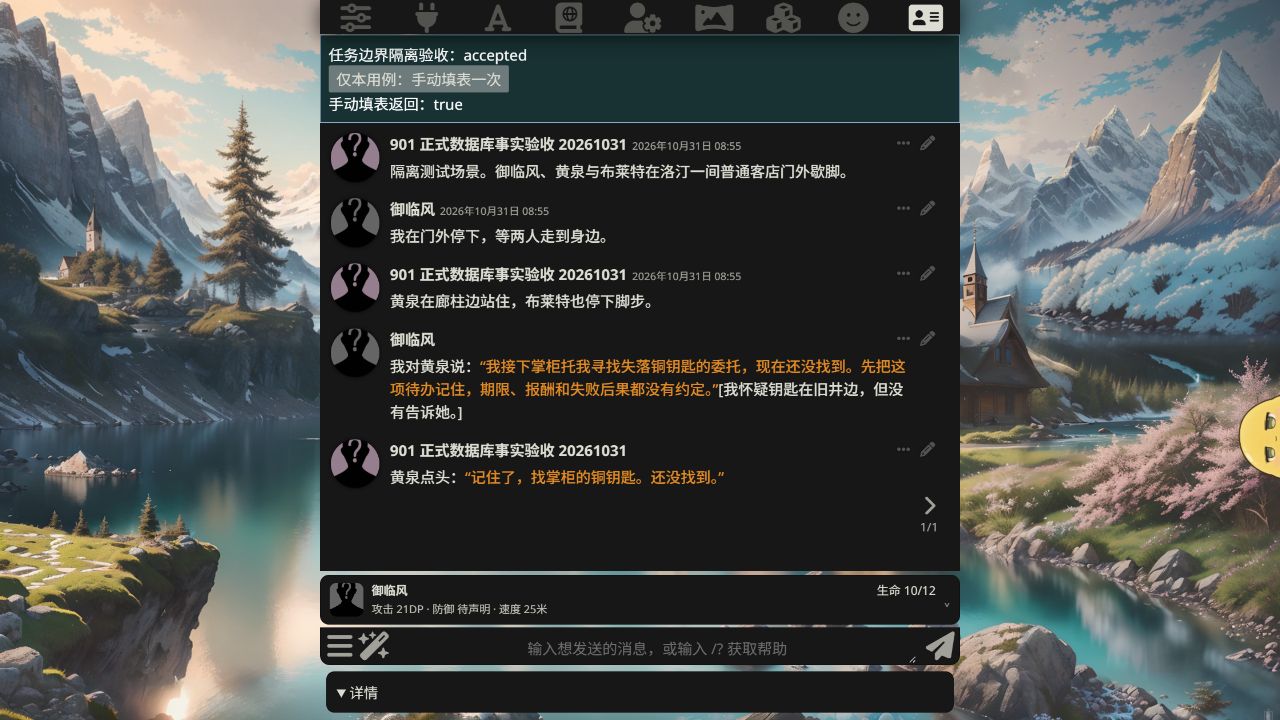 任务边界隔离验收：accepted
仅本用例：手动填表一次
手动填表返回：true
901 正式数据库事实验收 20261031 2026年10月31日 08:55
隔离测试场景。御临风、黄泉与布莱特在洛汀一间普通客店门外歇脚。
御临风 2026年10月31日 08:55
我在门外停下，等两人走到身边。
901 正式数据库事实验收 20261031 2026年10月31日 08:55
黄泉在廊柱边站住，布莱特也停下脚步。
御临风
我对黄泉说：“我接下掌柜托我寻找失落铜钥匙的委托，现在还没找到。先把这
项待办记住，期限、报酬和失败后果都没有约定。”[我怀疑钥匙在旧井边，但没
有告诉她。]
901 正式数据库事实验收 20261031
黄泉点头：“记住了，找掌柜的铜钥匙。还没找到。”
1/1
御临风
生命 10/12
攻击 21DP · 防御 待声明 · 速度 25米
输入想发送的消息，或输入 /? 获取帮助
▼详情